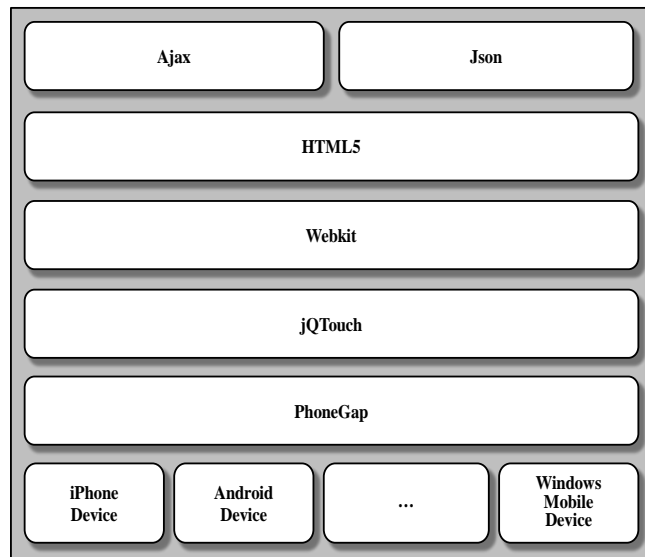 Ajax
Json
HTML5
Webkit
jQTouch
PhoneGap
iPhone
Device
Android
Device
...
Windows
Mobile
Device